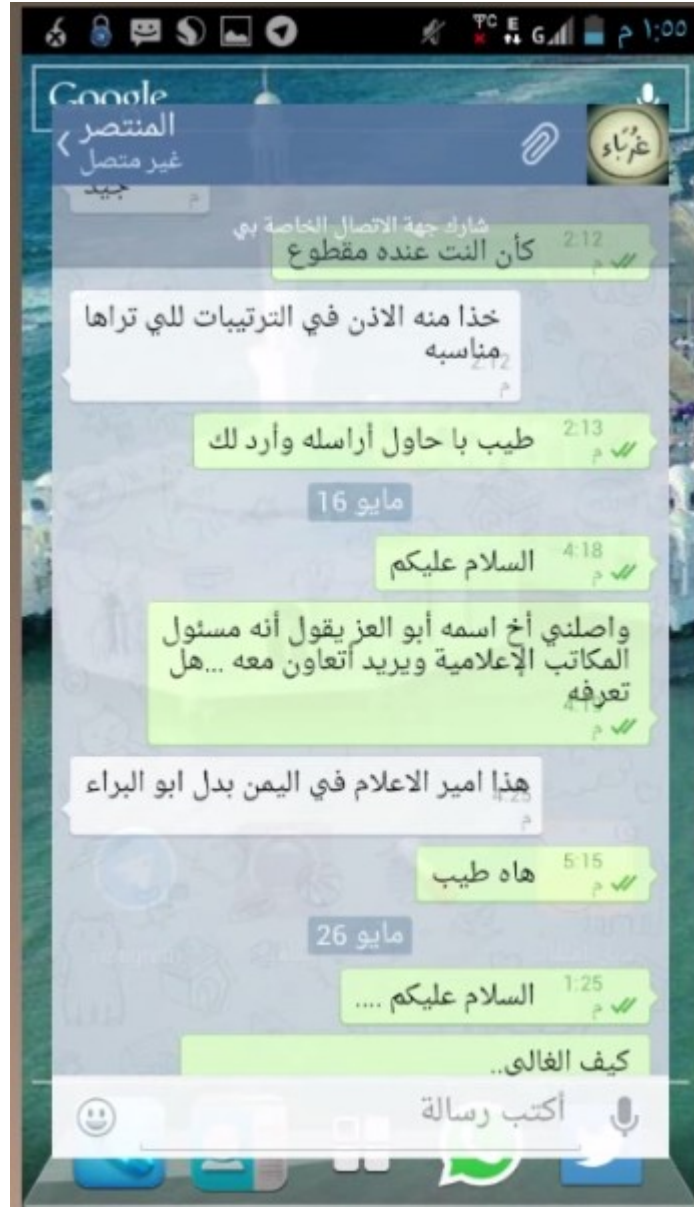 ١:٥٥ م
G
Google
المنتصر
غير متصل
غرباء
جيد
م
شارك جهة الاتصال الخاصة بي
كأن النت عنده مقطوع
2:12 م
خذا منه الاذن في الترتيبات للي تراها
مناسبه
2:12 م
طيب با حاول أراسله وأرد لك
2:13 م
مايو 16
السلام عليكم
4:18 م
واصلني أخ اسمه أبو العز يقول أنه مسئول
المكاتب الإعلامية ويريد أتعاون معه ...هل
تعرفه
م
هذا امير الاعلام في اليمن بدل ابو البراء
4:25 م
هاه طيب
5:15 م
مايو 26
السلام عليكم ....
1:25 م
كيف الغالي..
أكتب رسالة